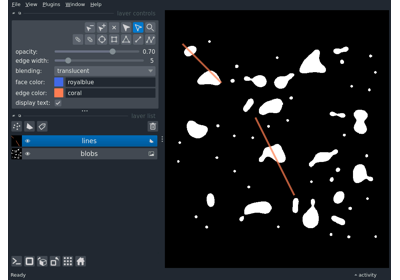 File View Plugins Window Help
layer controls
opacity: 0.70
edge width: 5
blending: translucent
face color: royalblue
edge color: coral
display text:
layer list
lines
blobs
Ready
activity